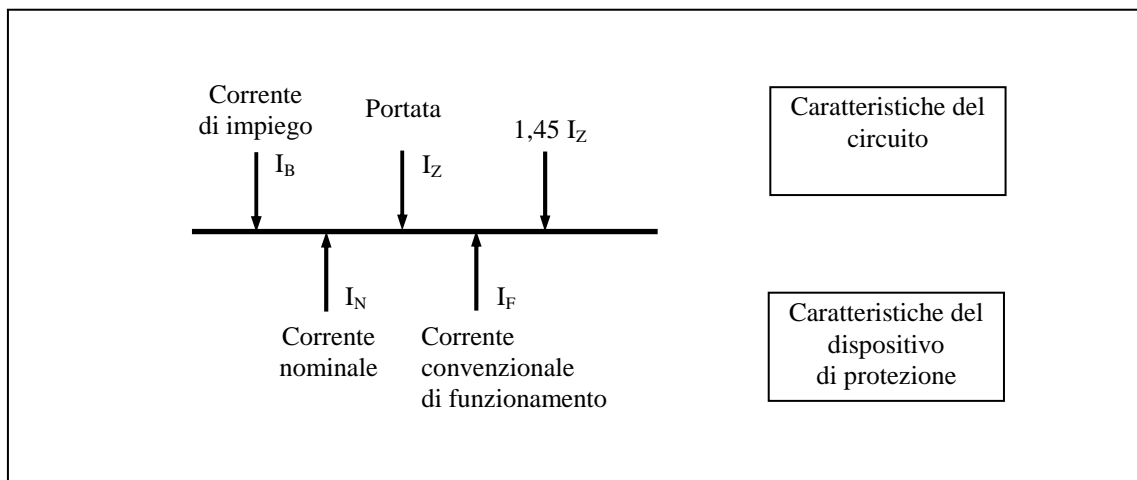 Corrente
di impiego
I_B
Portata
I_Z
1,45 I_Z
Caratteristiche del
circuito
I_N
Corrente
nominale
I_F
Corrente
convenzionale
di funzionamento
Caratteristiche del
dispositivo
di protezione